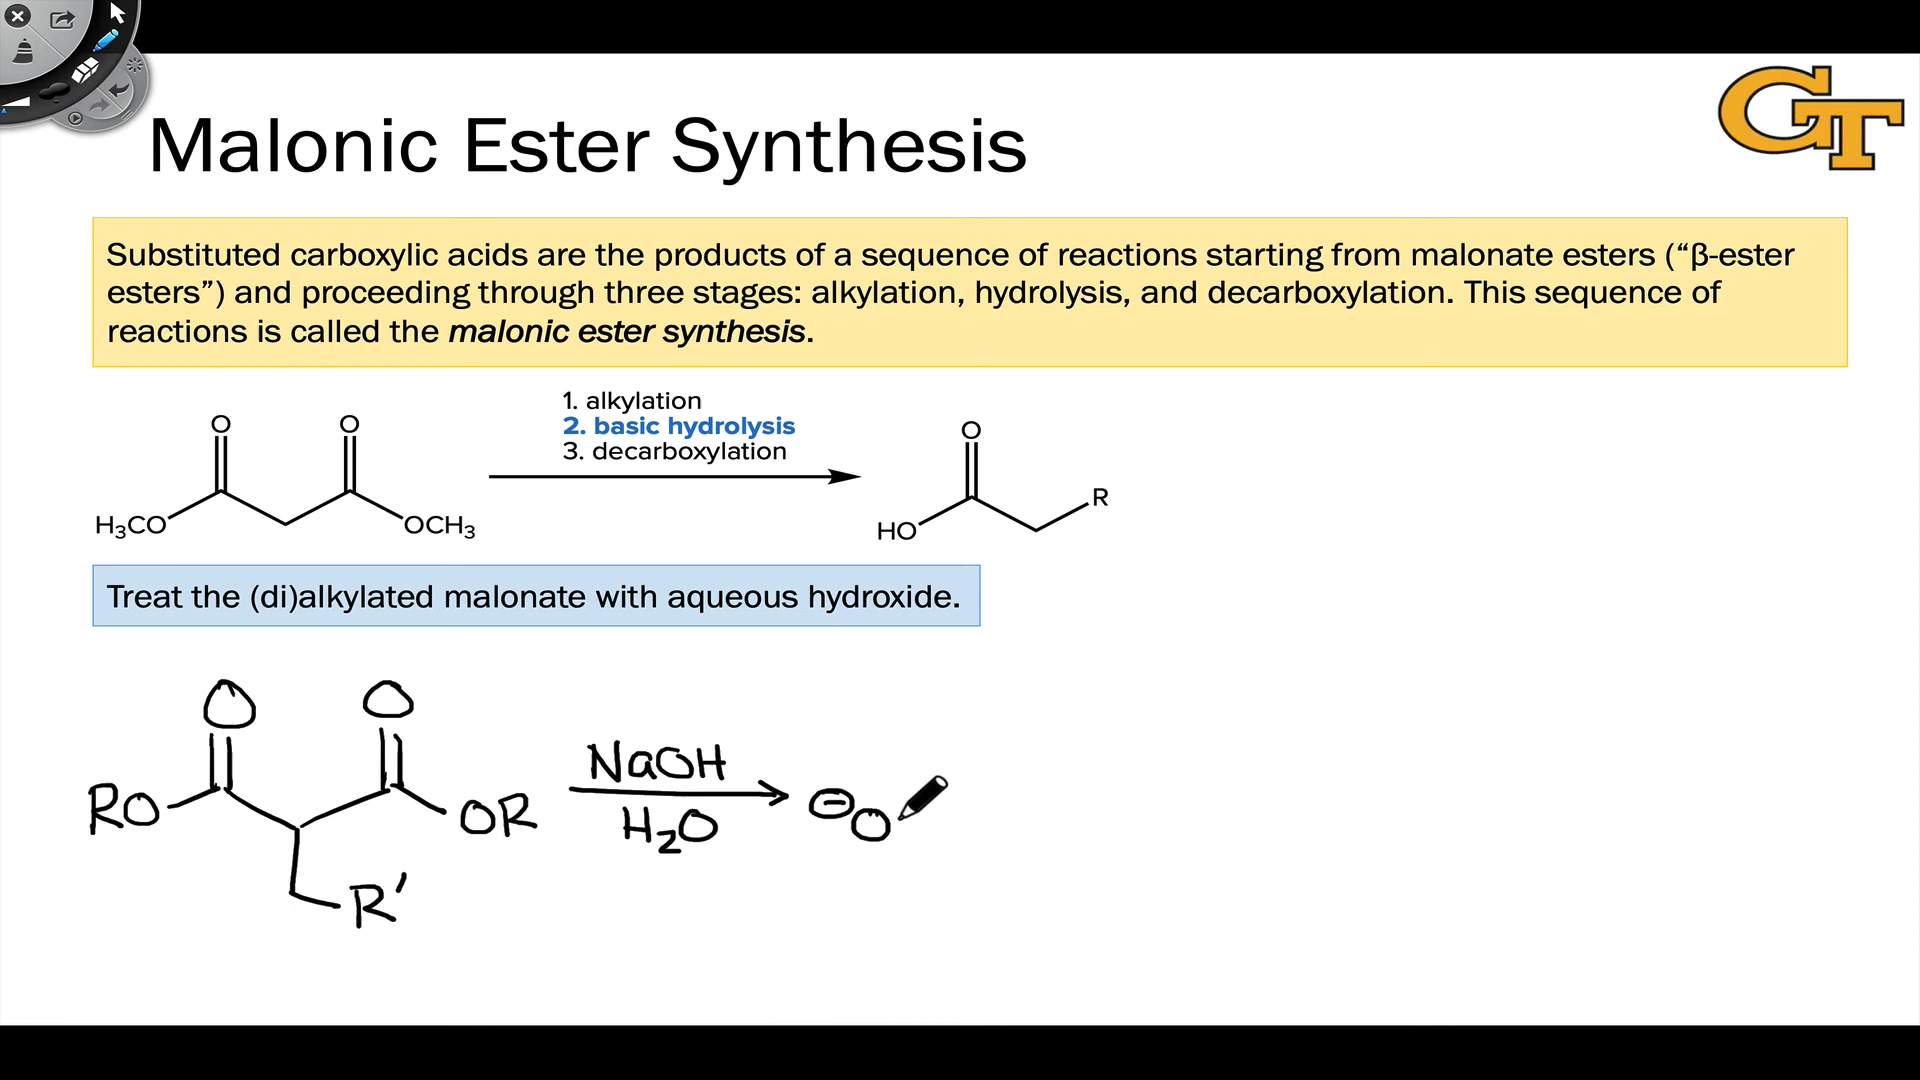 GT
Malonic Ester Synthesis
Substituted carboxylic acids are the products of a sequence of reactions starting from malonate esters (“β-ester
esters”) and proceeding through three stages: alkylation, hydrolysis, and decarboxylation. This sequence of
reactions is called the malonic ester synthesis.
1. alkylation
2. basic hydrolysis
3. decarboxylation
O O O
H₃CO OCH₃ HO R
Treat the (di)alkylated malonate with aqueous hydroxide.
O O
RO OR NaOH ⊖O
H₂O
R′